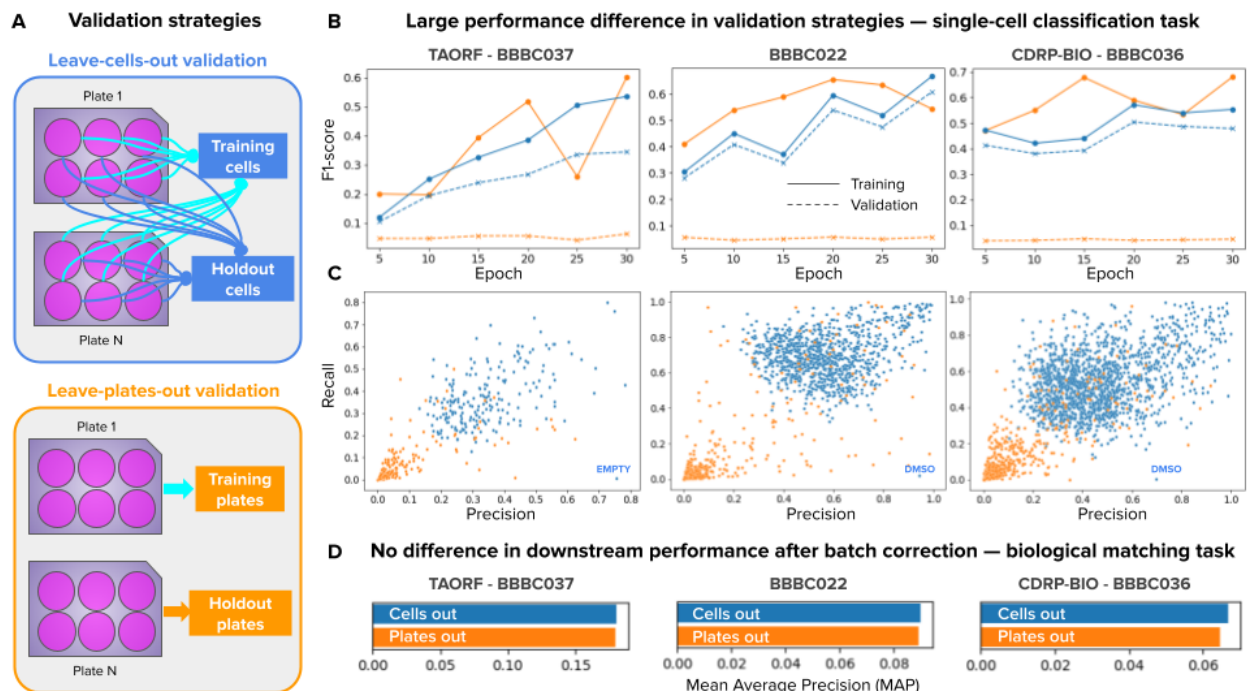 A
Validation strategies
Leave-cells-out validation
Plate 1
Training
cells
Holdout
cells
Plate N
Leave-plates-out validation
Plate 1
Training
plates
Holdout
plates
Plate N
B
Large performance difference in validation strategies — single-cell classification task
TAORF - BBBC037
BBBC022
CDRP-BIO - BBBC036
F1-score
0.6
0.5
0.4
0.3
0.2
0.1
5 10 15 20 25 30
Epoch
0.6
0.5
0.4
0.3
0.2
0.1
Training
Validation
5 10 15 20 25 30
Epoch
0.7
0.6
0.5
0.4
0.3
0.2
0.1
5 10 15 20 25 30
Epoch
C
Recall
0.8
0.7
0.6
0.5
0.4
0.3
0.2
0.1
0.0
EMPTY
0.0 0.1 0.2 0.3 0.4 0.5 0.6 0.7 0.8
Precision
1.0
0.8
0.6
0.4
0.2
0.0
DMSO
0.0 0.2 0.4 0.6 0.8 1.0
Precision
1.0
0.8
0.6
0.4
0.2
0.0
DMSO
0.0 0.2 0.4 0.6 0.8 1.0
Precision
D
No difference in downstream performance after batch correction — biological matching task
TAORF - BBBC037
BBBC022
CDRP-BIO - BBBC036
Cells out
Plates out
0.00 0.05 0.10 0.15
Cells out
Plates out
0.00 0.02 0.04 0.06 0.08
Cells out
Plates out
0.00 0.02 0.04 0.06
Mean Average Precision (MAP)